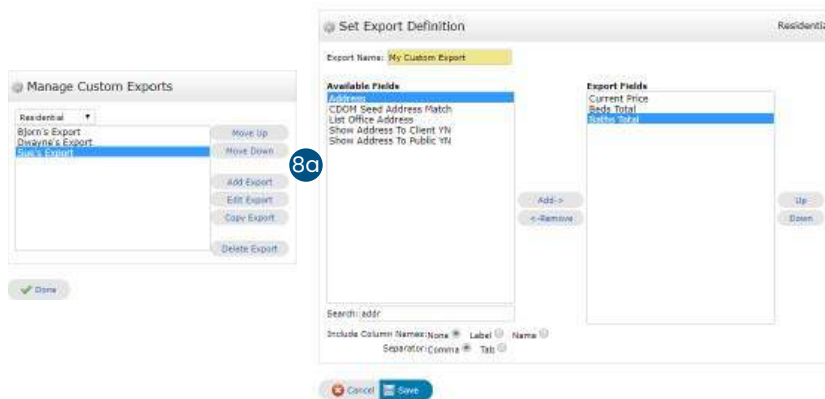 Manage Custom Exports
Residential
Bjorn's Export
Dwayne's Export
Sue's Export
Move Up
Move Down
Add Export
Edit Export
Copy Export
Delete Export
Done
8a
Set Export Definition
Residentia
Export Name: My Custom Export
Available Fields
Address
CDOM Seed Address Match
List Office Address
Show Address To Client YN
Show Address To Public YN
Search: addr
Add->
<-Remove
Export Fields
Current Price
Beds Total
Baths Total
Up
Down
Include Column Names: None Label Name
Separator: Comma Tab
Cancel Save